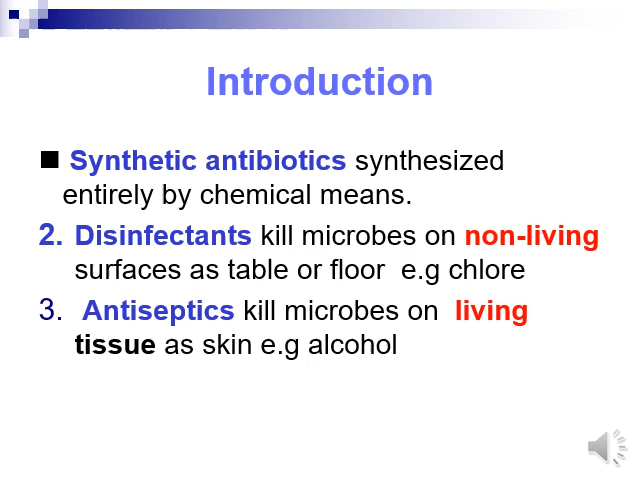 Introduction
■ Synthetic antibiotics synthesized
entirely by chemical means.
2. Disinfectants kill microbes on non-living
surfaces as table or floor e.g chlore
3. Antiseptics kill microbes on living
tissue as skin e.g alcohol